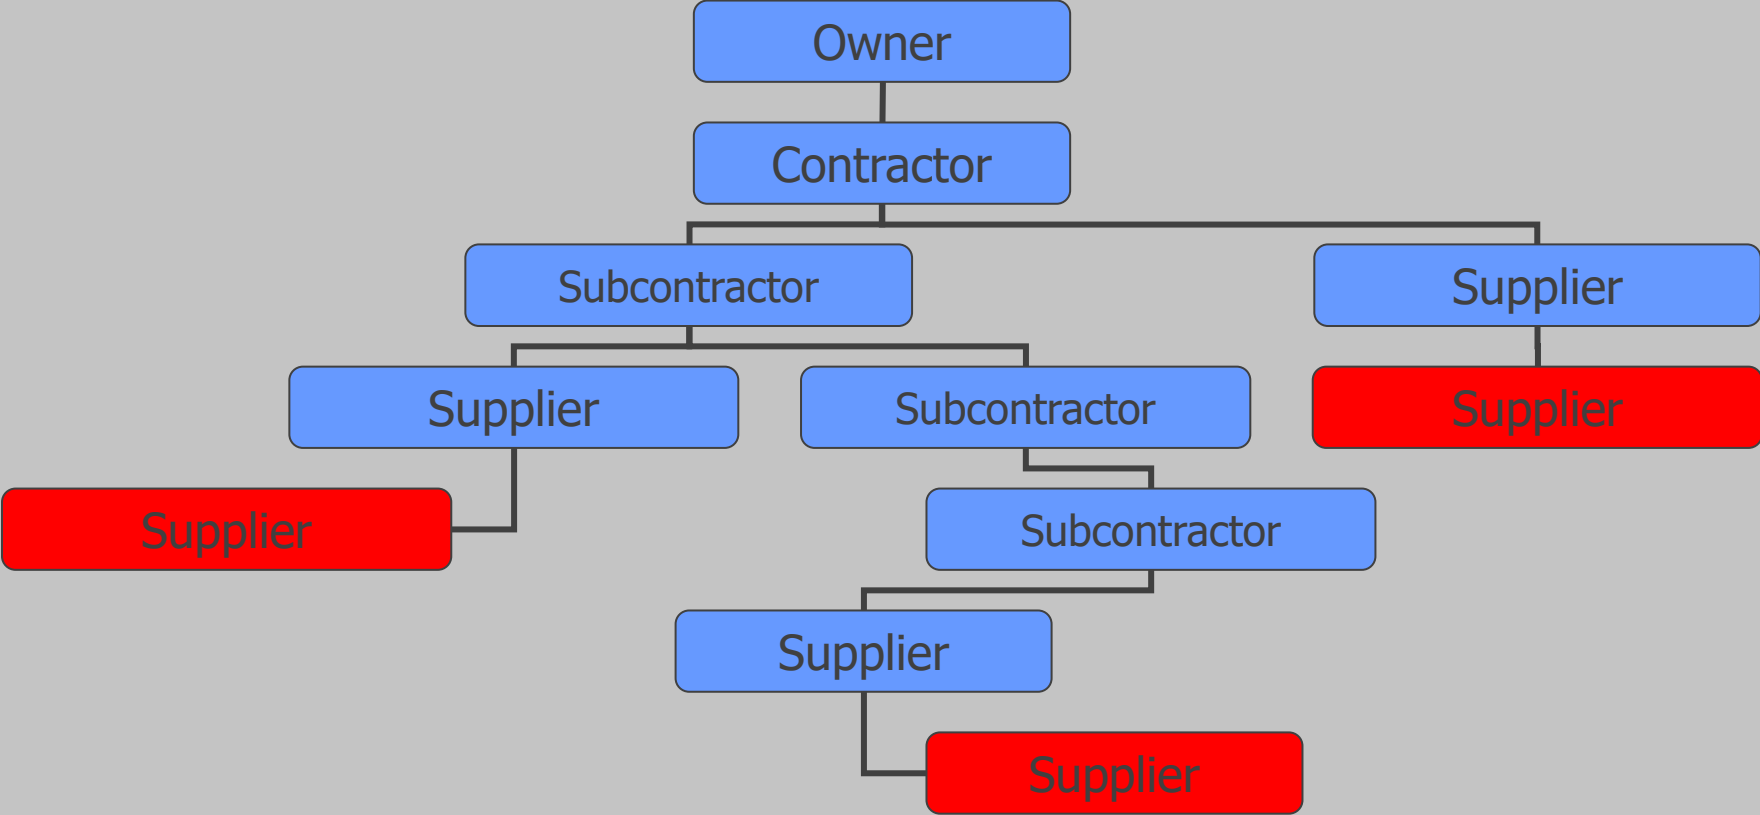 Owner
Contractor
Subcontractor
Supplier
Supplier
Subcontractor
Supplier
Supplier
Subcontractor
Supplier
Supplier